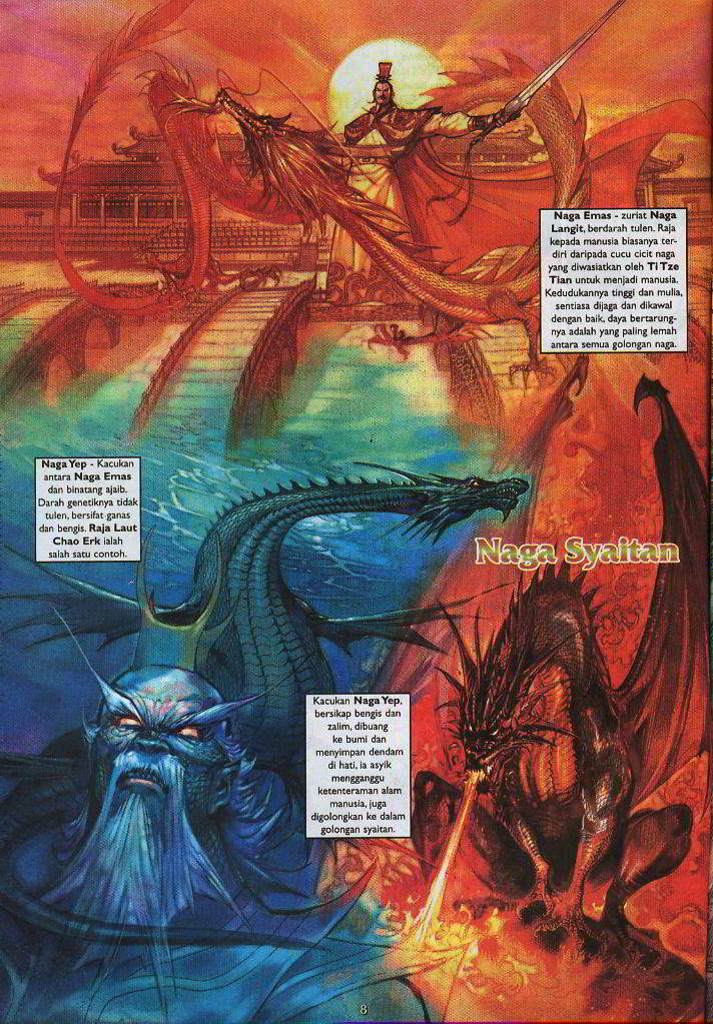 Naga Emas - zuriat Naga
Langit, berdarah tulen. Raja
kepada manusia biasanya ter-
diri daripada cucu cicit naga
yang diwasiatkan oleh Ti Tze
Tian untuk menjadi manusia.
Kedudukannya tinggi dan mulia,
sentiasa dijaga dan dikawal
dengan baik, daya bertarung-
nya adalah yang paling lemah
antara semua golongan naga.
Naga Yep - Kacukan
antara Naga Emas
dan binatang ajaib.
Darah genetiknya tidak
tulen, bersifat ganas
dan bengis. Raja Laut
Chao Erk ialah
salah satu contoh.
Naga Syaitan
Kacukan Naga Yep,
bersikap bengis dan
zalim, dibuang
ke bumi dan
menyimpan dendam
di hati, ia asyik
mengganggu
ketenteraman alam
manusia, juga
digolongkan ke dalam
golongan syaitan.
8